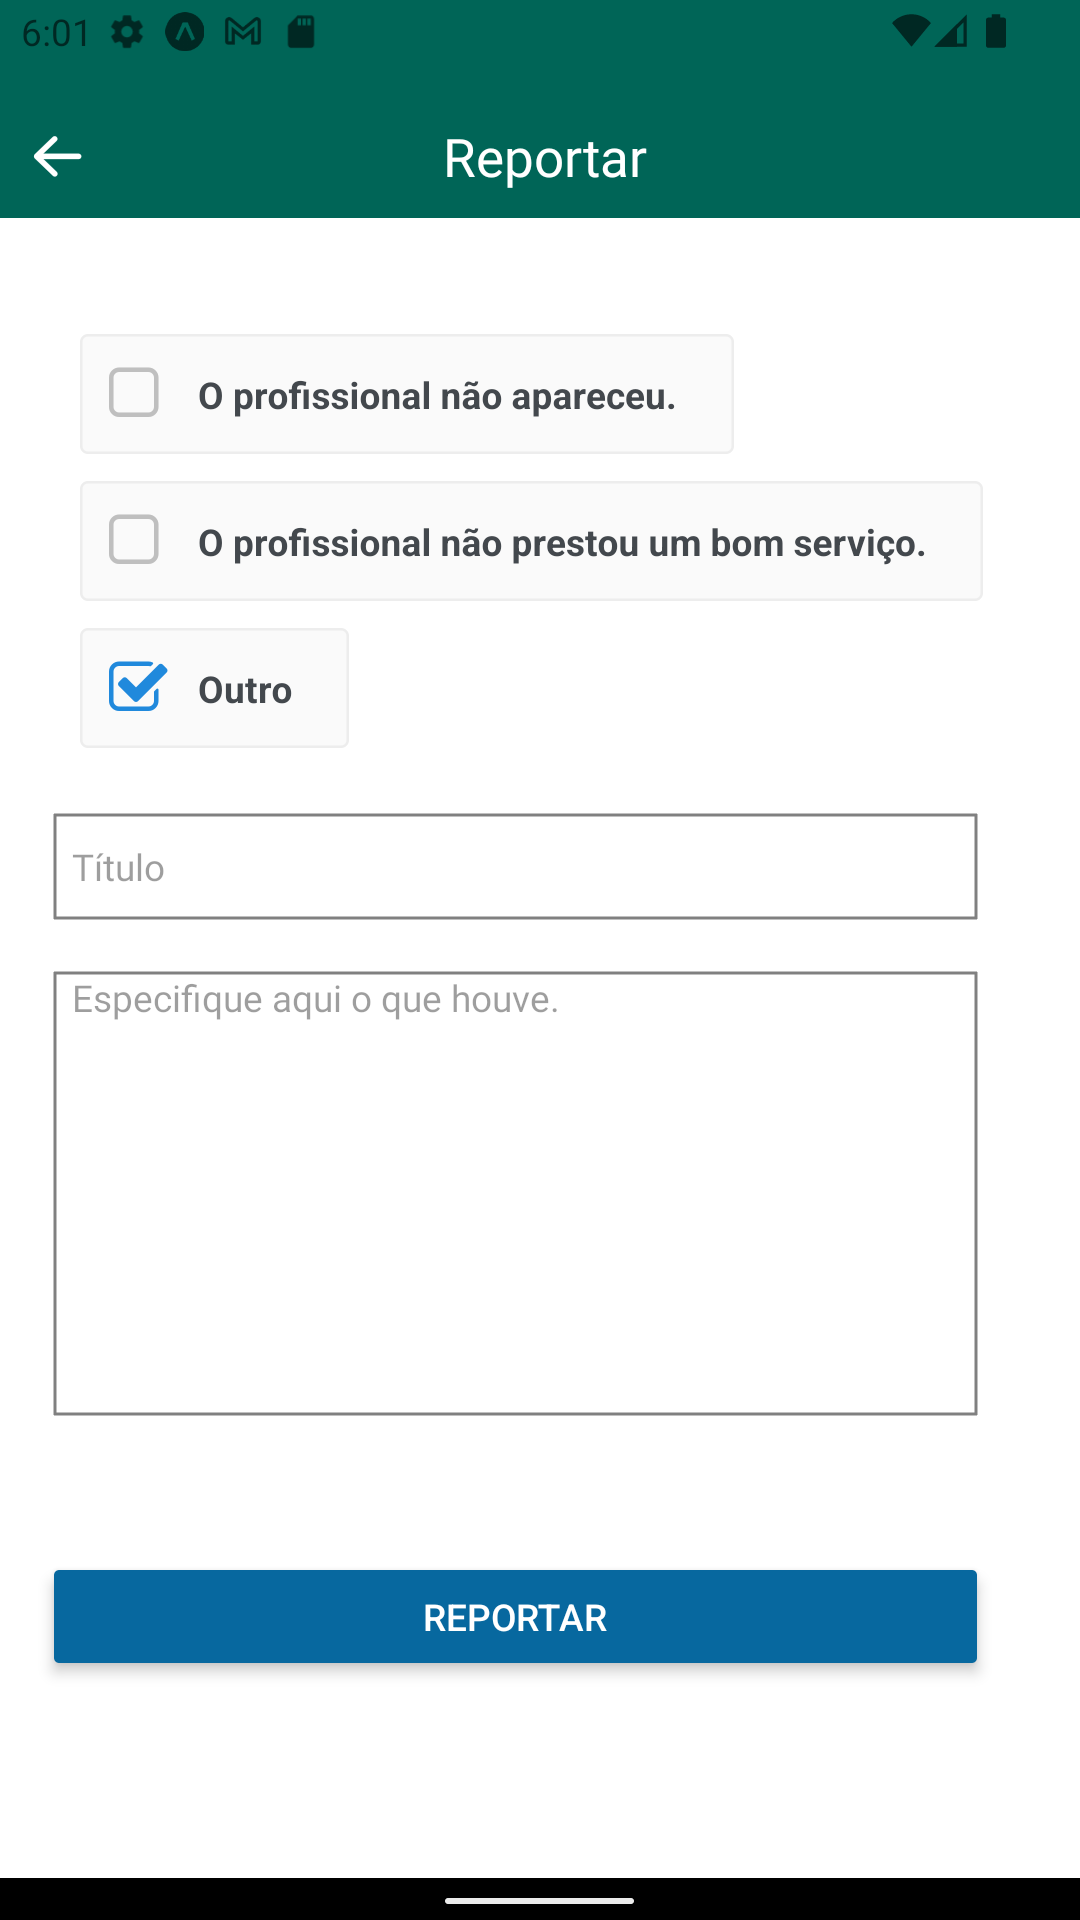 6:01
Reportar
O profissional não apareceu.
O profissional não prestou um bom serviço.
Outro
Título
Especifique aqui o que houve.
REPORTAR